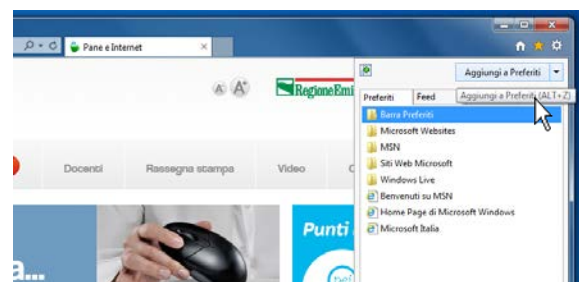 Pane e Internet
Aggiungi a Preferiti
Preferiti
Feed
Aggiungi a Preferiti (ALT+Z)
Barra Preferiti
Microsoft Websites
MSN
Siti Web Microsoft
Windows Live
Benvenuti su MSN
Home Page di Microsoft Windows
Microsoft Italia
A A+
RegioneEmi
Docenti
Rassegna stampa
Video
Punti